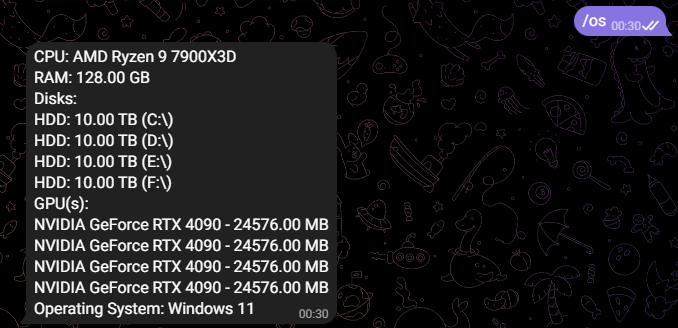 /os 00:30
CPU: AMD Ryzen 9 7900X3D
RAM: 128.00 GB
Disks:
HDD: 10.00 TB (C:\)
HDD: 10.00 TB (D:\)
HDD: 10.00 TB (E:\)
HDD: 10.00 TB (F:\)
GPU(s):
NVIDIA GeForce RTX 4090 - 24576.00 MB
NVIDIA GeForce RTX 4090 - 24576.00 MB
NVIDIA GeForce RTX 4090 - 24576.00 MB
NVIDIA GeForce RTX 4090 - 24576.00 MB
Operating System: Windows 11 00:30